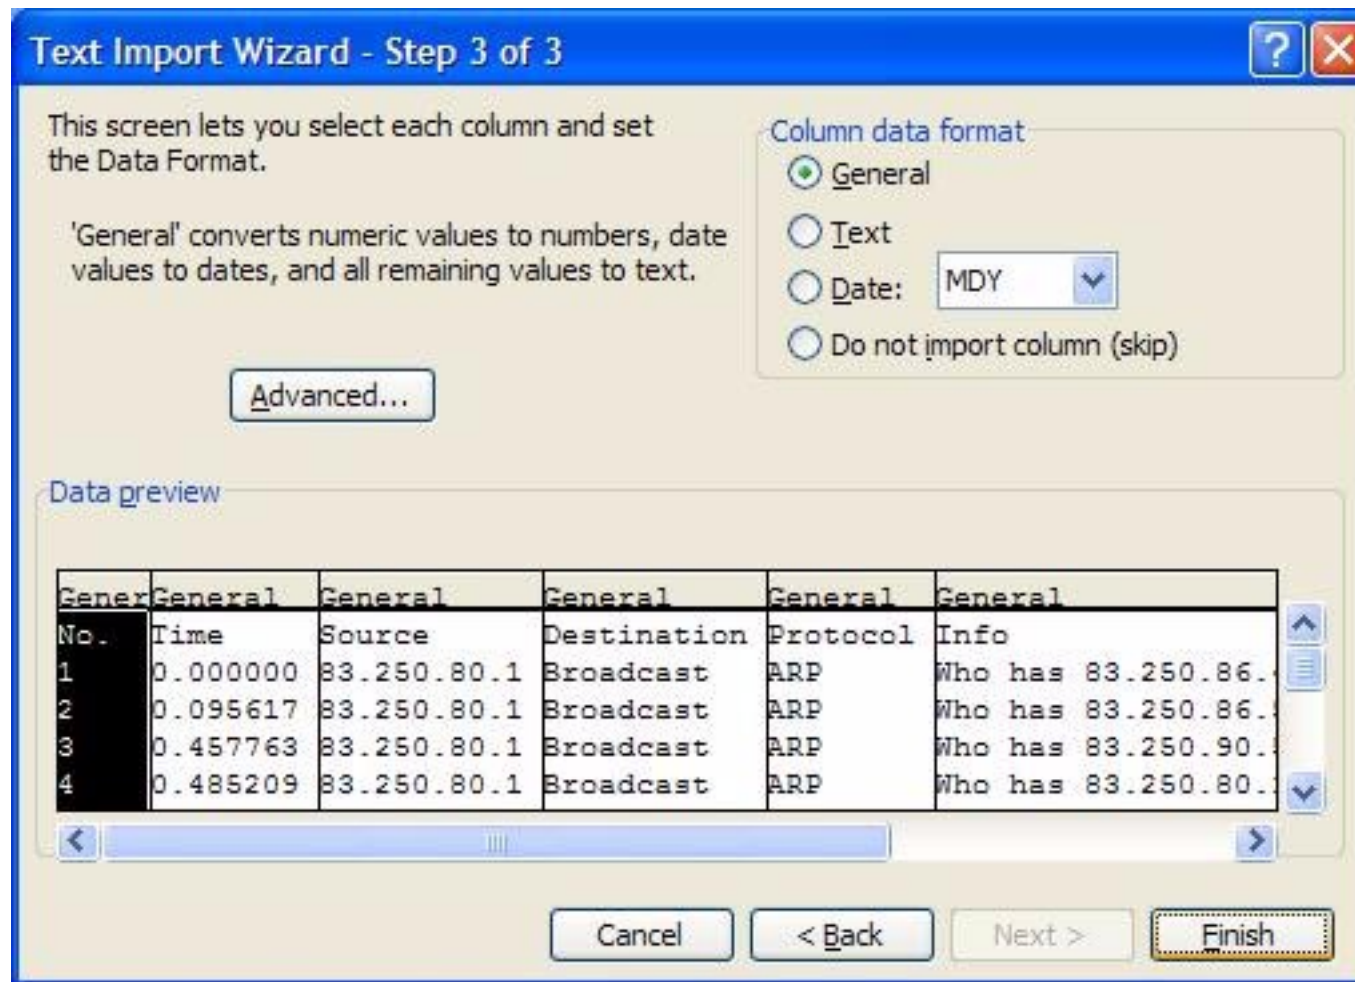 Text Import Wizard - Step 3 of 3
This screen lets you select each column and set
the Data Format.
'General' converts numeric values to numbers, date
values to dates, and all remaining values to text.
Advanced...
Column data format
General
Text
Date: MDY
Do not import column (skip)
Data preview
Gener General General General General General
No. Time Source Destination Protocol Info
1 0.000000 83.250.80.1 Broadcast ARP Who has 83.250.86.
2 0.095617 83.250.80.1 Broadcast ARP Who has 83.250.86.
3 0.457763 83.250.80.1 Broadcast ARP Who has 83.250.90.
4 0.485209 83.250.80.1 Broadcast ARP Who has 83.250.80.
Cancel < Back Next > Finish